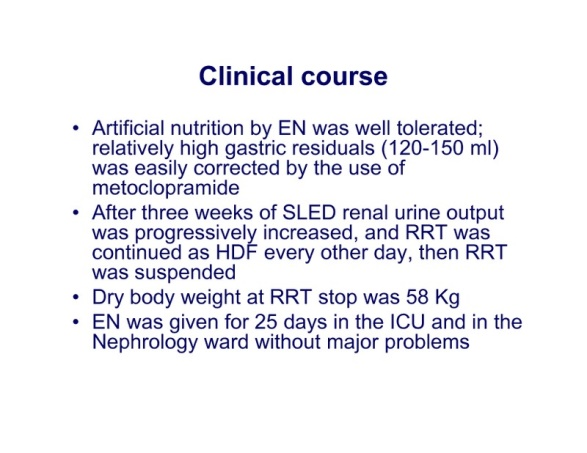 Clinical course
• Artificial nutrition by EN was well tolerated;
relatively high gastric residuals (120-150 ml)
was easily corrected by the use of
metoclopramide
• After three weeks of SLED renal urine output
was progressively increased, and RRT was
continued as HDF every other day, then RRT
was suspended
• Dry body weight at RRT stop was 58 Kg
• EN was given for 25 days in the ICU and in the
Nephrology ward without major problems